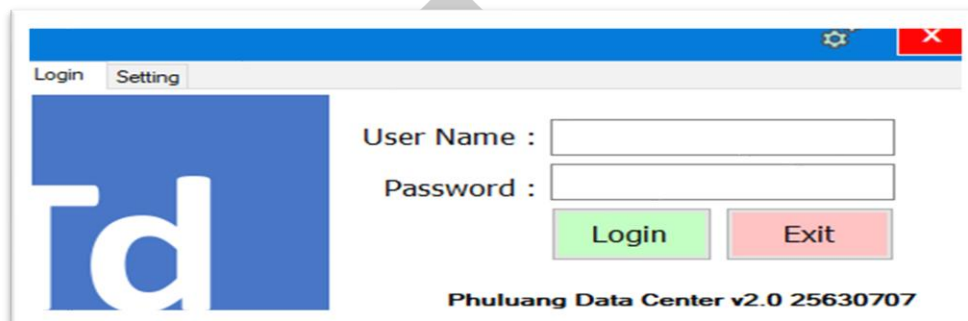 Login Setting
User Name :
Password :
Login Exit
Phuluang Data Center v2.0 25630707